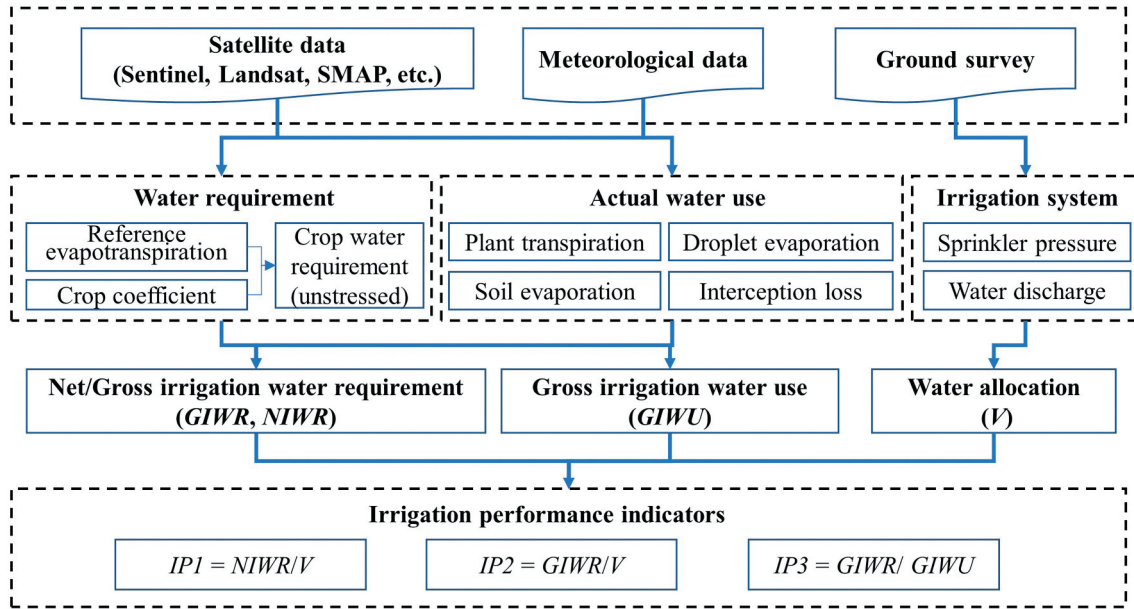 Satellite data
(Sentinel, Landsat, SMAP, etc.)
Meteorological data
Ground survey
Water requirement
Reference
evapotranspiration
Crop coefficient
Crop water
requirement
(unstressed)
Actual water use
Plant transpiration
Droplet evaporation
Soil evaporation
Interception loss
Irrigation system
Sprinkler pressure
Water discharge
Net/Gross irrigation water requirement
(GIWR, NIWR)
Gross irrigation water use
(GIWU)
Water allocation
(V)
Irrigation performance indicators
IP1 = NIWR/V
IP2 = GIWR/V
IP3 = GIWR/ GIWU